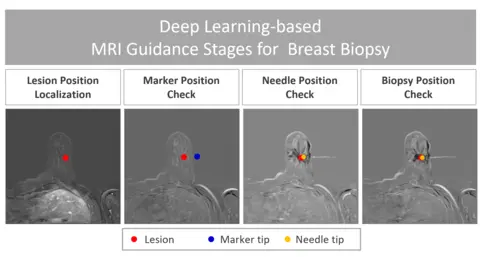 Deep Learning-based
MRI Guidance Stages for Breast Biopsy
Lesion Position
Localization
Marker Position
Check
Needle Position
Check
Biopsy Position
Check
Lesion
Marker tip
Needle tip